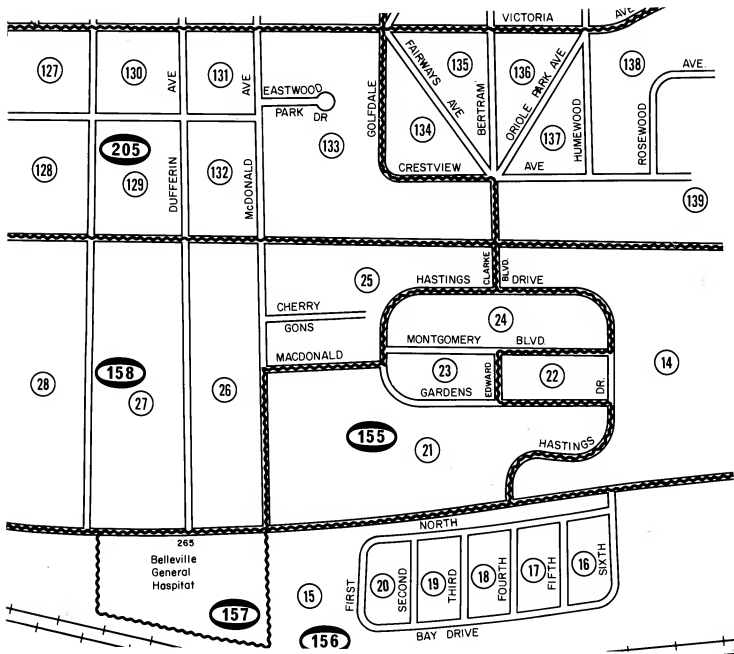 VICTORIA AVE
127
130
131
135
136
138
AVE.
AVE
AVE
EASTWOOD
PARK DR
GOLFDALE
FAIRWAYS AVE
BERTRAM
ORIOLE PARK AVE
HUMEWOOD
ROSEWOOD
134
137
133
205
128
129
132
DUFFERIN
McDONALD
CRESTVIEW AVE
139
CLARKE BLVD.
25
HASTINGS DRIVE
CHERRY
GONS
24
MONTGOMERY BLVD.
MACDONALD
14
158
23
22
28
27
26
GARDENS
EDWARD
DR.
155
21
HASTINGS
NORTH
265
Belleville
General
Haspitat
15
FIRST
20
SECOND
19
THIRD
18
FOURTH
17
FIFTH
16
SIXTH
157
156
BAY DRIVE